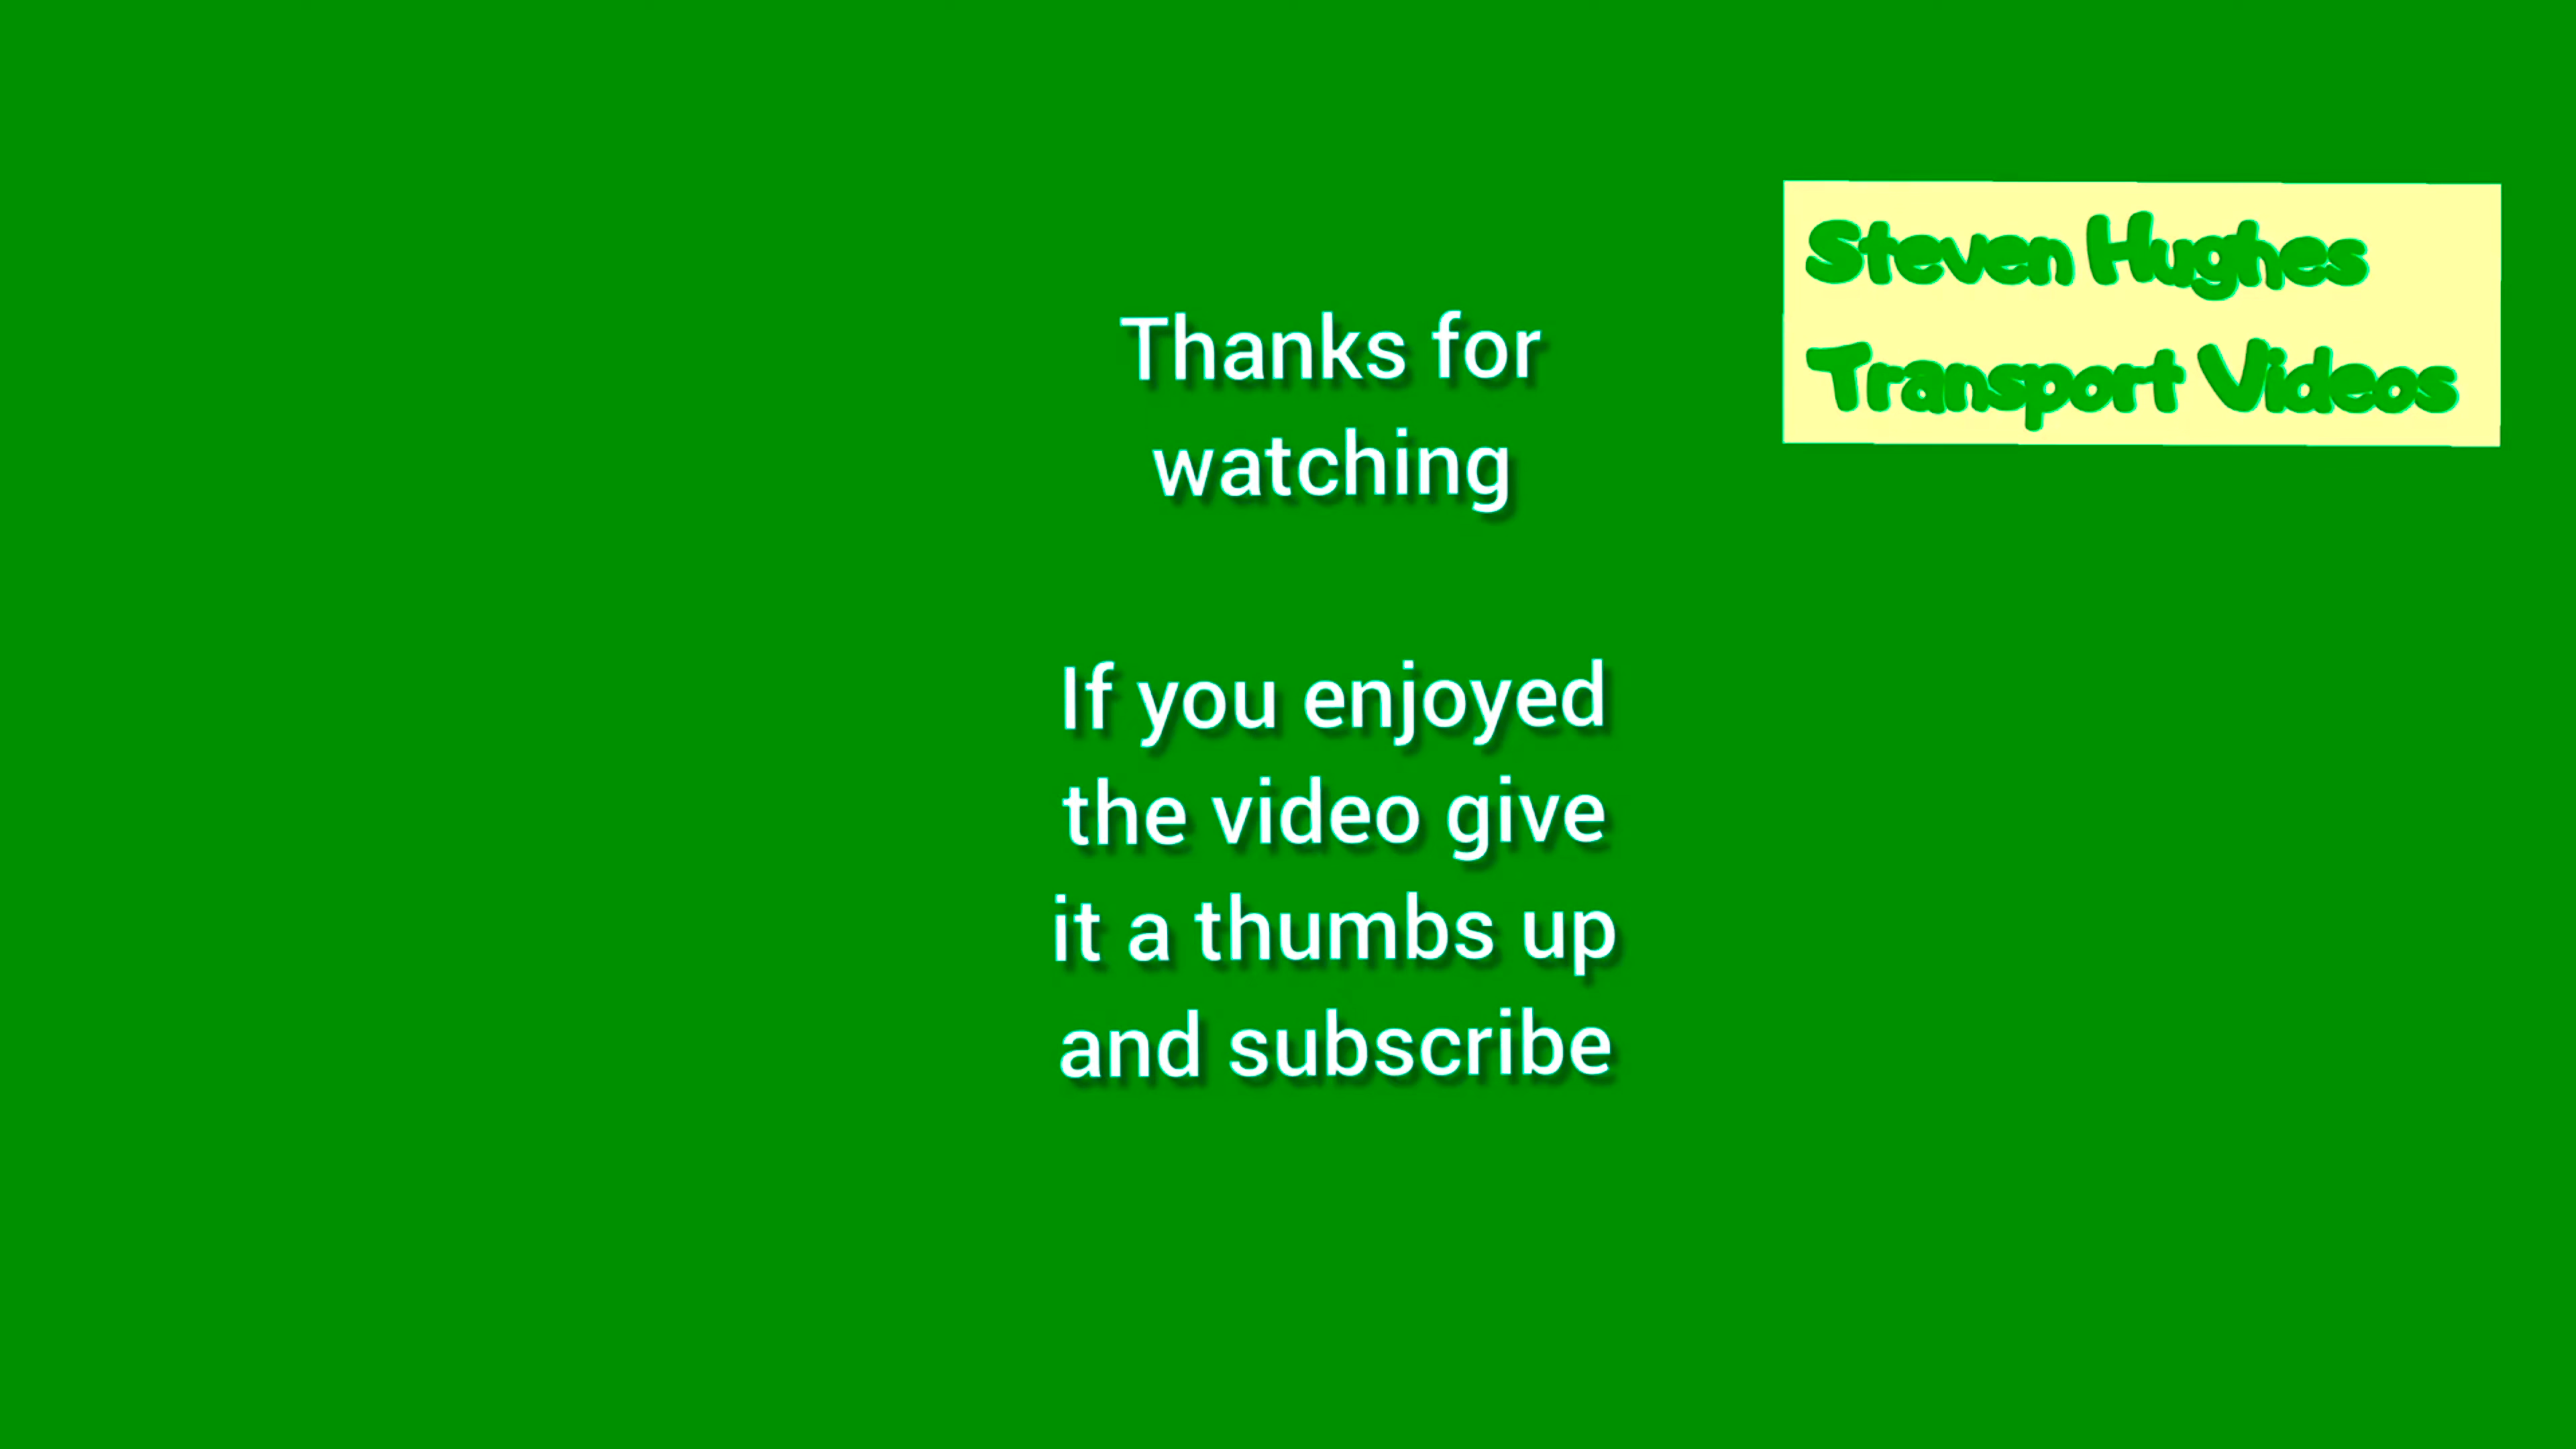 Steven Hughes
Transport Videos
Thanks for
watching
If you enjoyed
the video give
it a thumbs up
and subscribe